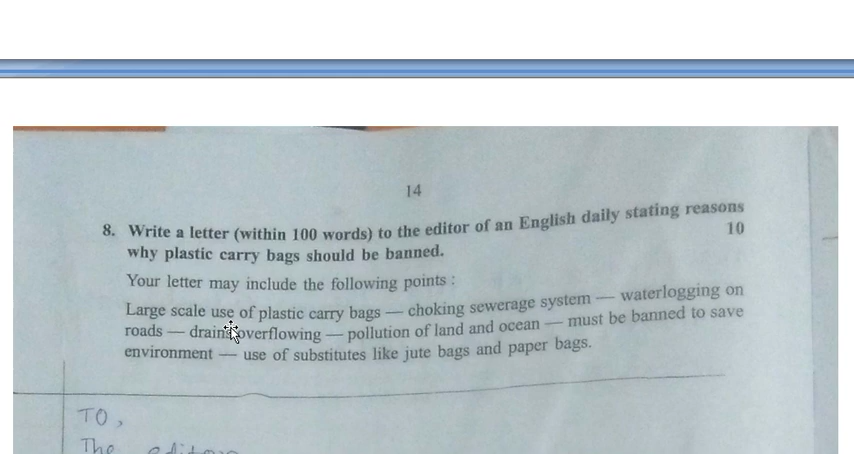 14
8. Write a letter (within 100 words) to the editor of an English daily stating reasons
10
why plastic carry bags should be banned.
Your letter may include the following points :
Large scale use of plastic carry bags — choking sewerage system — waterlogging on
roads — drains overflowing — pollution of land and ocean — must be banned to save
environment — use of substitutes like jute bags and paper bags.
TO,
The editor